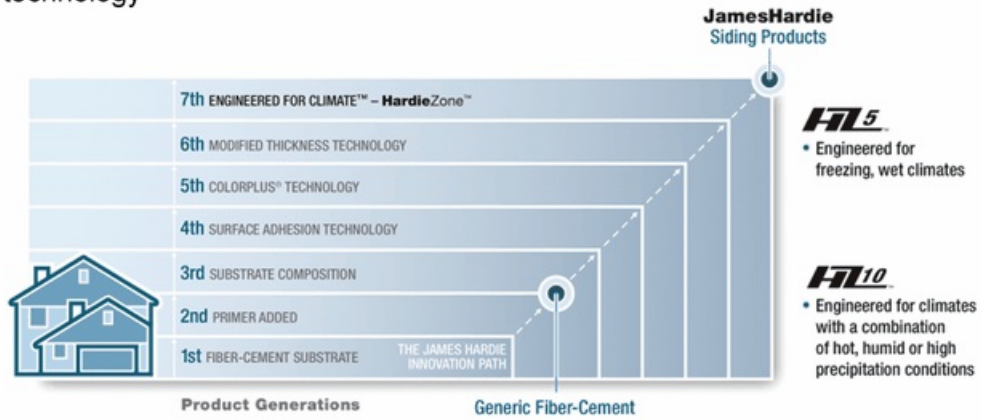 technology
JamesHardie
Siding Products
7th ENGINEERED FOR CLIMATE™ – HardieZone™
6th MODIFIED THICKNESS TECHNOLOGY
5th COLORPLUS® TECHNOLOGY
4th SURFACE ADHESION TECHNOLOGY
3rd SUBSTRATE COMPOSITION
2nd PRIMER ADDED
1st FIBER-CEMENT SUBSTRATE
THE JAMES HARDIE
INNOVATION PATH
Product Generations
Generic Fiber-Cement
HZ5
• Engineered for
freezing, wet climates
HZ10
• Engineered for climates
with a combination
of hot, humid or high
precipitation conditions